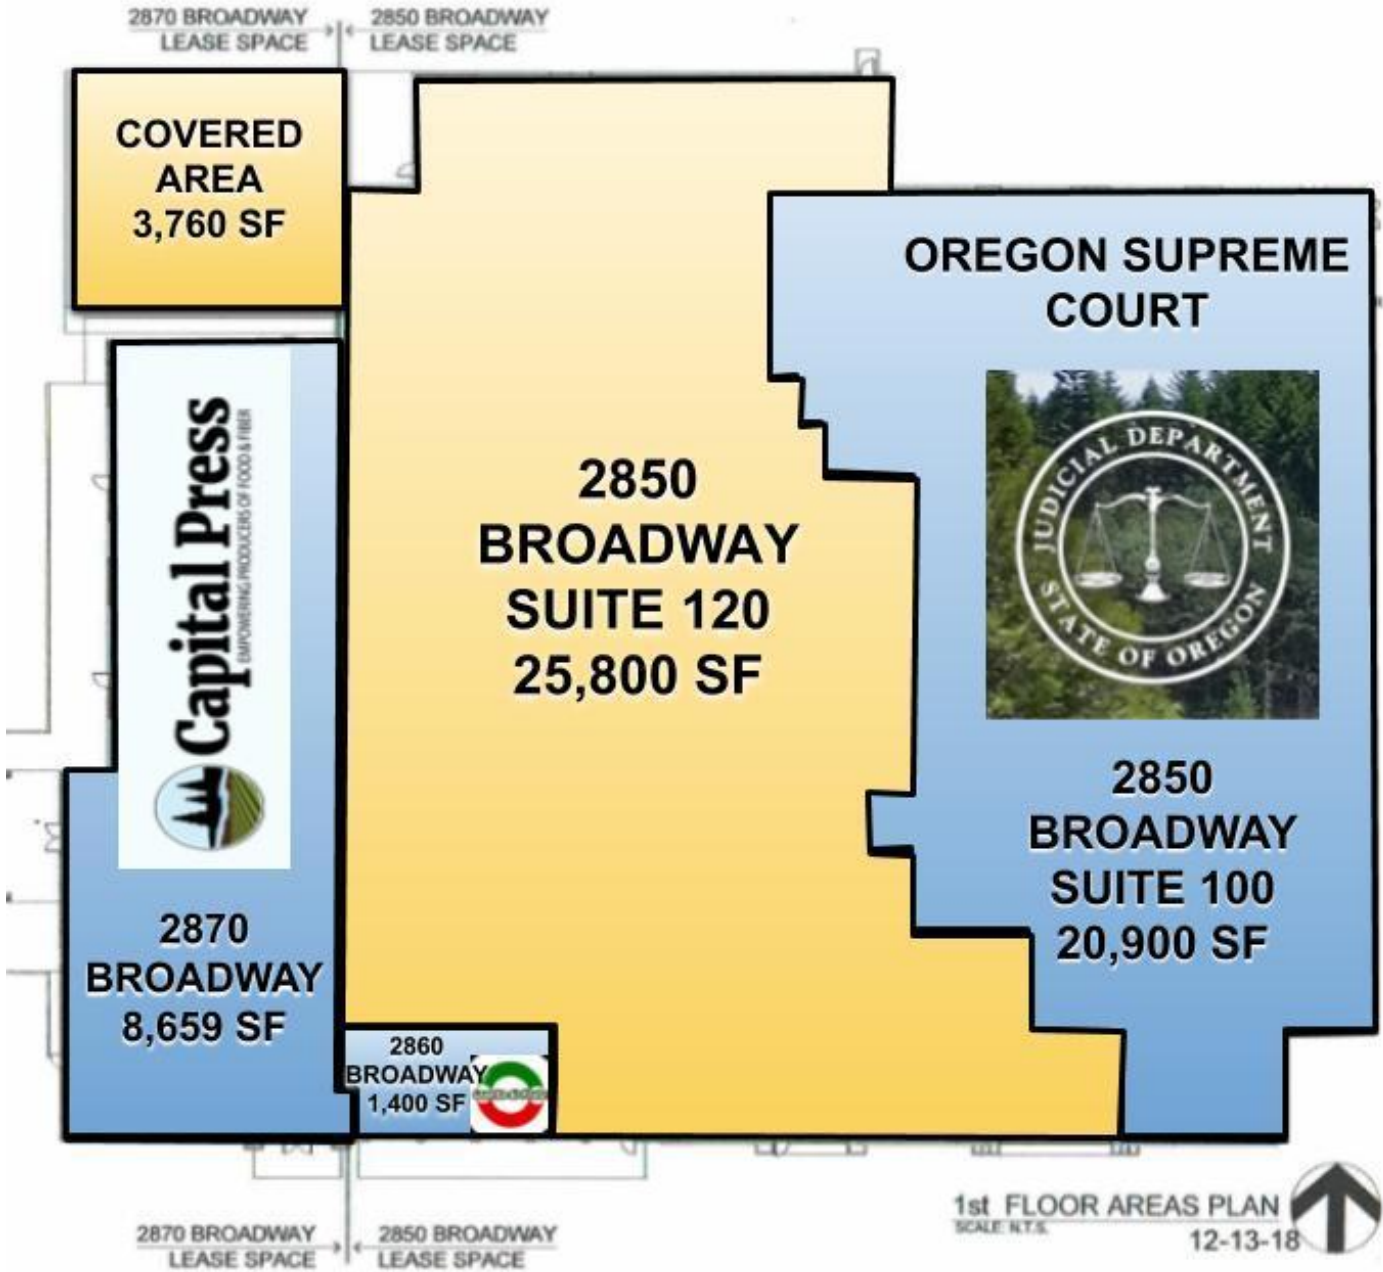 2870 BROADWAY
LEASE SPACE
2850 BROADWAY
LEASE SPACE
COVERED
AREA
3,760 SF
OREGON SUPREME
COURT
JUDICIAL DEPARTMENT
STATE OF OREGON
Capital Press
EMPOWERING PRODUCERS OF FOOD & FIBER
2850
BROADWAY
SUITE 120
25,800 SF
2850
BROADWAY
SUITE 100
20,900 SF
2870
BROADWAY
8,659 SF
2860
BROADWAY
1,400 SF
1st FLOOR AREAS PLAN
SCALE: N.T.S.
12-13-18
2870 BROADWAY
LEASE SPACE
2850 BROADWAY
LEASE SPACE